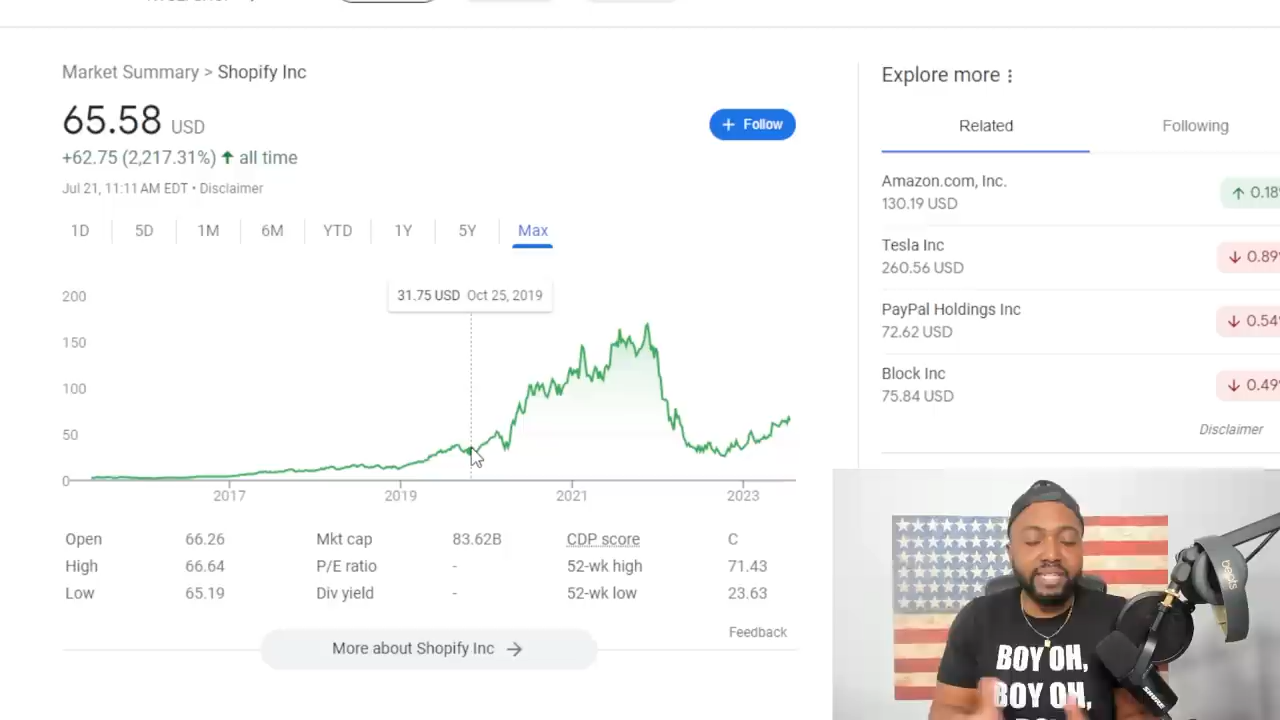 Market Summary > Shopify Inc
65.58 USD
+ Follow
+62.75 (2,217.31%) ↑ all time
Jul 21, 11:11 AM EDT • Disclaimer
1D 5D 1M 6M YTD 1Y 5Y Max
31.75 USD Oct 25, 2019
200
150
100
50
0
2017 2019 2021 2023
Open 66.26 Mkt cap 83.62B CDP score C
High 66.64 P/E ratio - 52-wk high 71.43
Low 65.19 Div yield - 52-wk low 23.63
Feedback
More about Shopify Inc →
Explore more
Related Following
Amazon.com, Inc.
130.19 USD
↑ 0.18
Tesla Inc
260.56 USD
↓ 0.89
PayPal Holdings Inc
72.62 USD
↓ 0.54
Block Inc
75.84 USD
↓ 0.49
Disclaimer
BOY OH,
BOY OH,
beats
SHURE